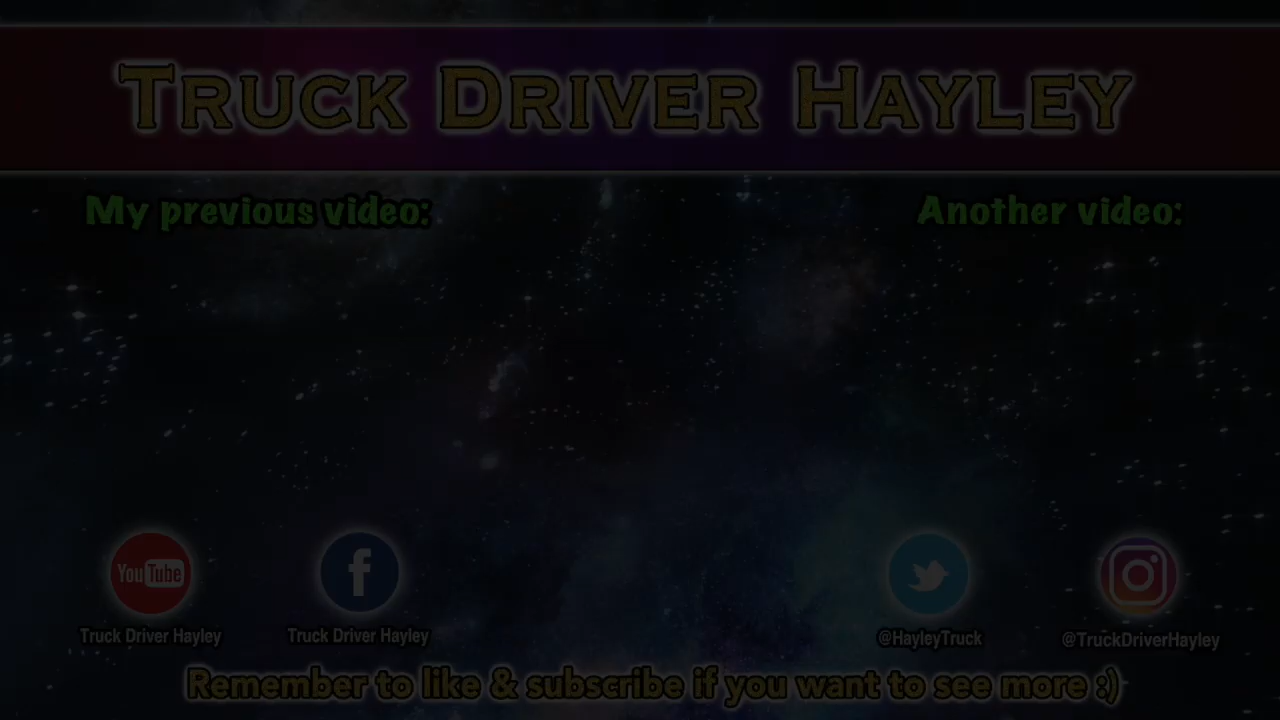 TRUCK DRIVER HAYLEY
My previous video:
Another video:
YouTube
f
Truck Driver Hayley
Truck Driver Hayley
@HayleyTruck
@TruckDriverHayley
Remember to like & subscribe if you want to see more :)